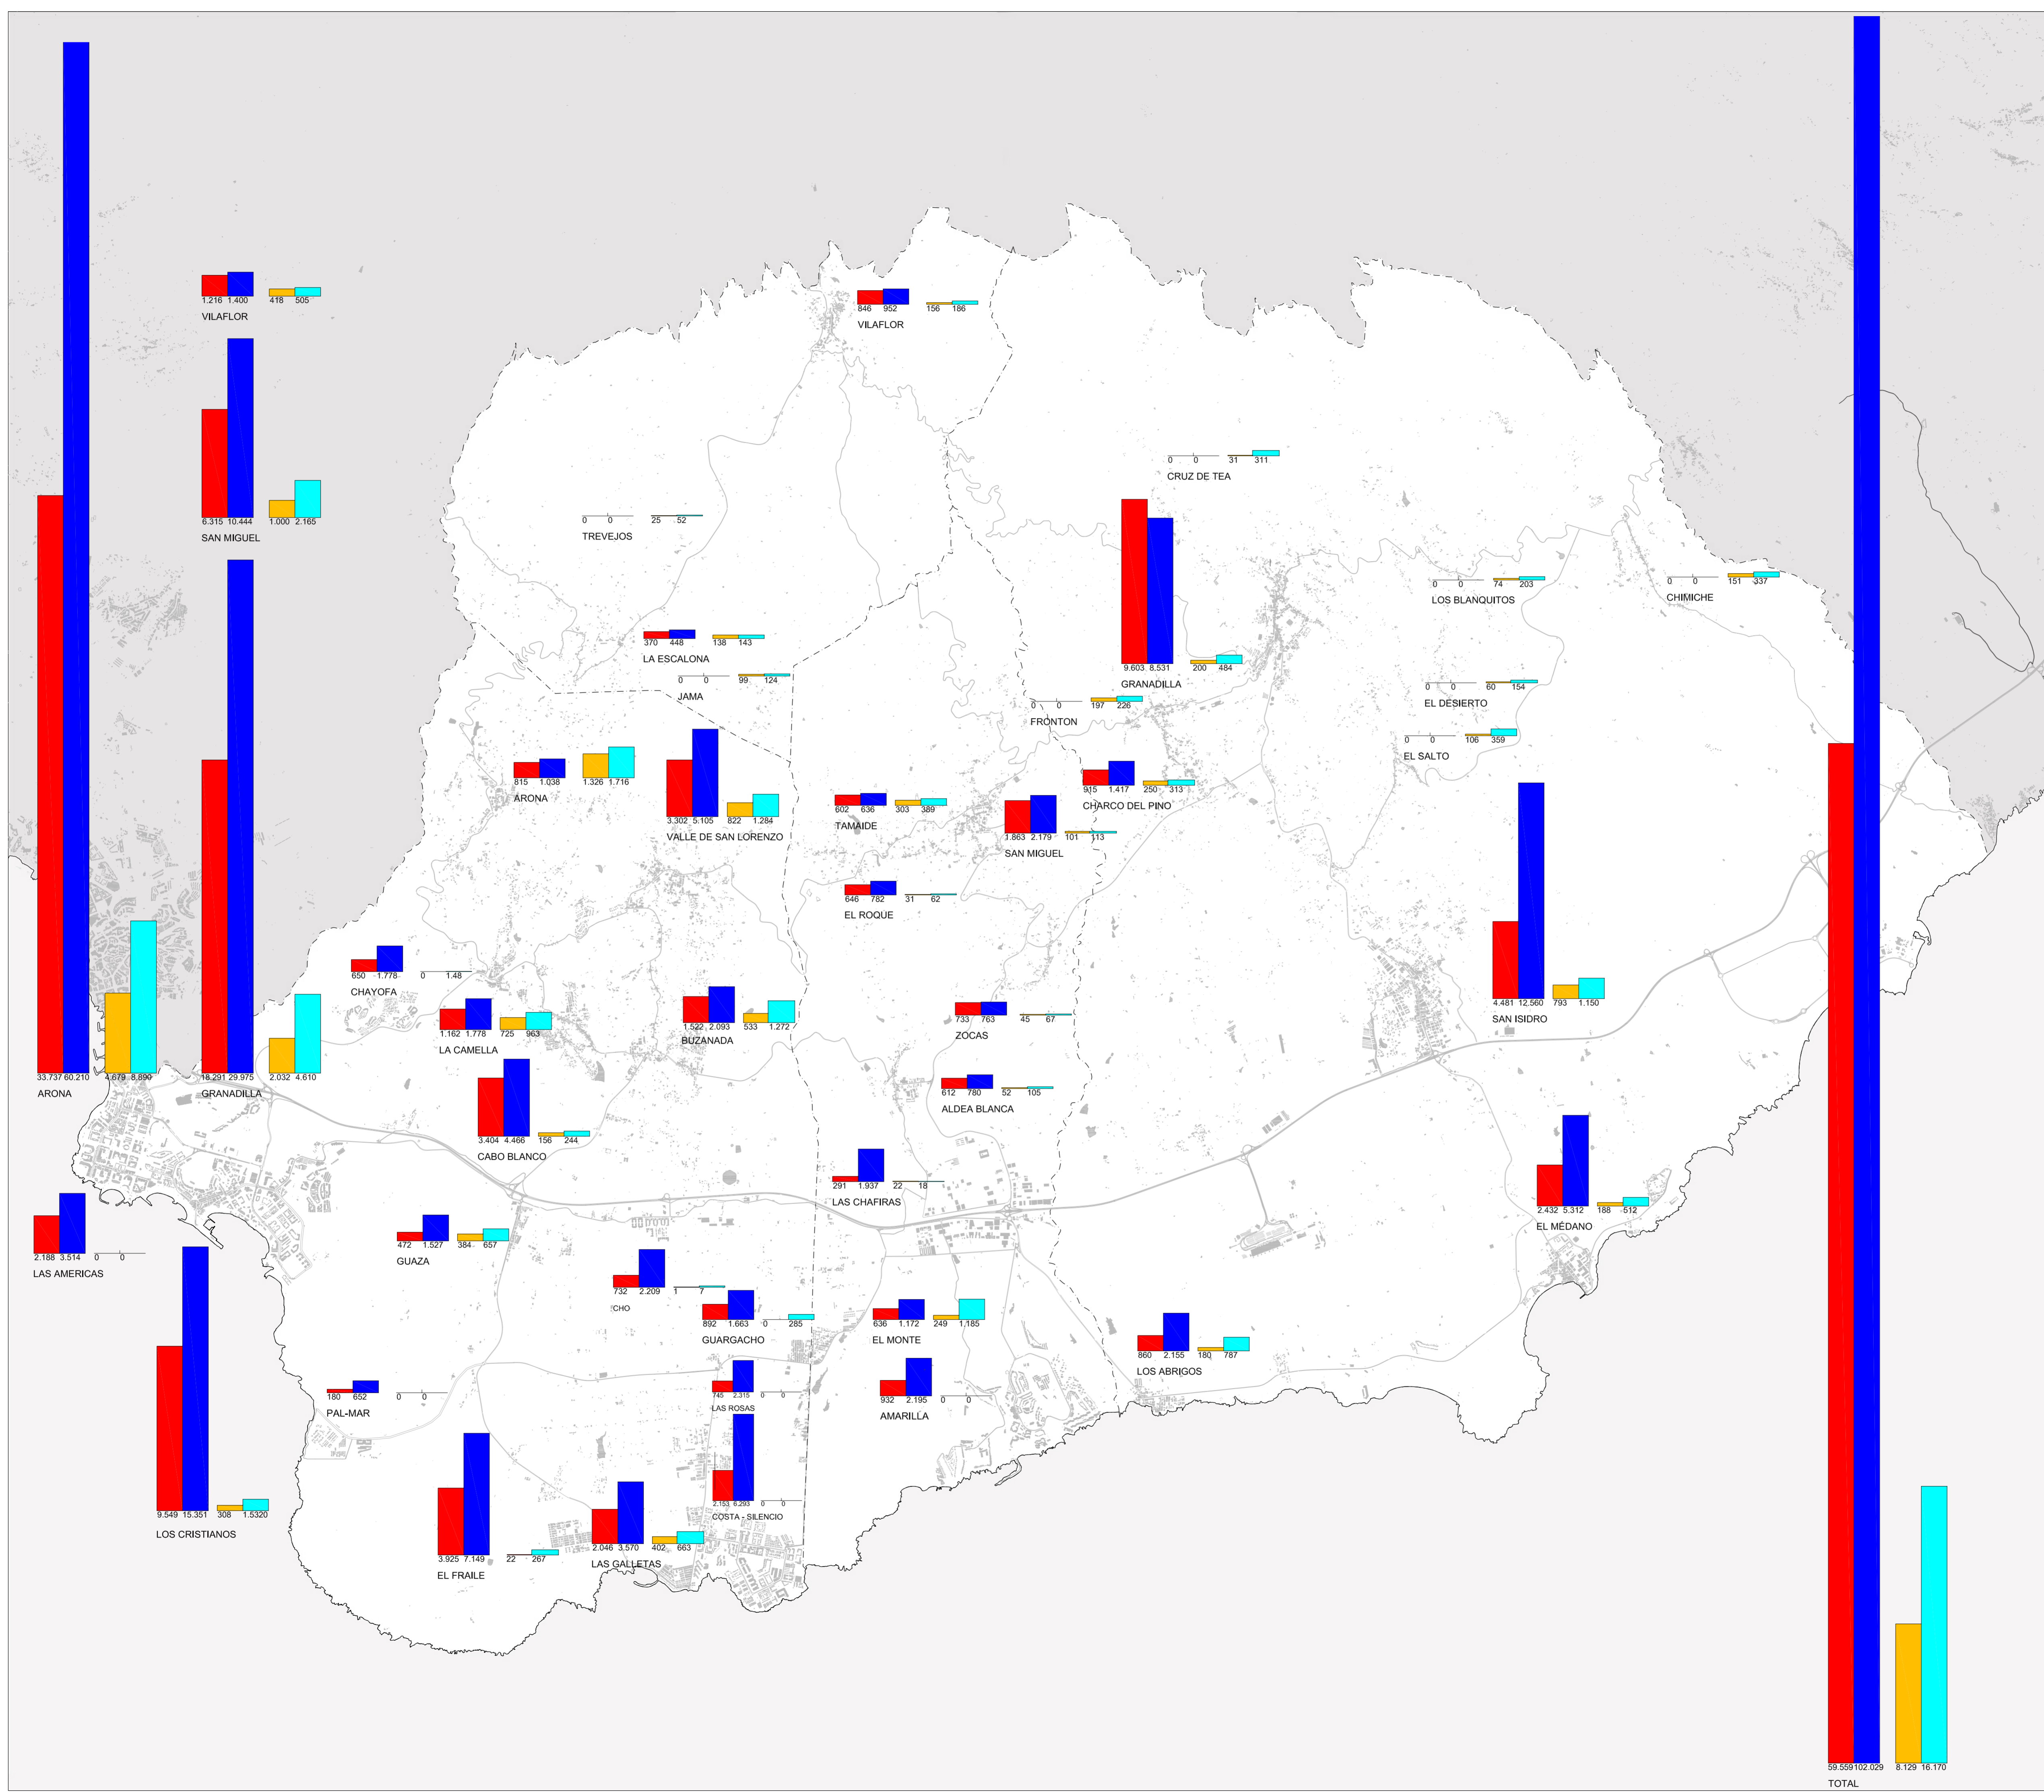 1.216 1.400 418 505
VILAFLOR
846 952 156 186
VILAFLOR
6.315 10.444 1.000 2.165
SAN MIGUEL
0 0 31 311
CRUZ DE TEA
0 0 25 52
TREVEJOS
0 0 74 203
LOS BLANQUITOS
0 0 151 337
CHIMICHE
370 448 138 143
LA ESCALONA
9.603 8.531 200 484
GRANADILLA
0 0 99 124
JAMA
0 0 60 154
EL DESIERTO
0 0 197 226
FRONTON
0 0 106 359
EL SALTO
815 1.038 1.326 1.716
ARONA
915 1.417 250 313
CHARCO DEL PINO
3.302 5.105 822 1.284
VALLE DE SAN LORENZO
602 636 303 389
TAMAIDE
1.863 2.179 101 113
SAN MIGUEL
646 782 31 62
EL ROQUE
650 1.778 0 1.48
CHAYOFA
4.481 12.560 793 1.150
SAN ISIDRO
1.162 1.778 725 963
LA CAMELLA
1.522 2.093 533 1.272
BUZANADA
733 763 45 67
ZOCAS
33.737 60.210 4.679 8.890
ARONA
18.291 29.975 2.032 4.610
GRANADILLA
612 780 52 105
ALDEA BLANCA
3.404 4.466 156 244
CABO BLANCO
291 1.937 22 18
LAS CHAFIRAS
2.432 5.312 188 512
EL MÉDANO
2.188 3.514 0 0
LAS AMERICAS
472 1.527 384 657
GUAZA
732 2.209 1 7
CHO
892 1.663 0 285
GUARGACHO
636 1.172 249 1.185
EL MONTE
860 2.155 180 787
LOS ABRIGOS
180 652 0 0
PAL-MAR
745 2.315 0 0
LAS ROSAS
932 2.195 0 0
AMARILLA
9.549 15.351 308 1.5320
LOS CRISTIANOS
2.153 6.293 0 0
COSTA - SILENCIO
2.046 3.570 402 663
LAS GALLETAS
3.925 7.149 22 267
EL FRAILE
59.559 102.029 8.129 16.170
TOTAL